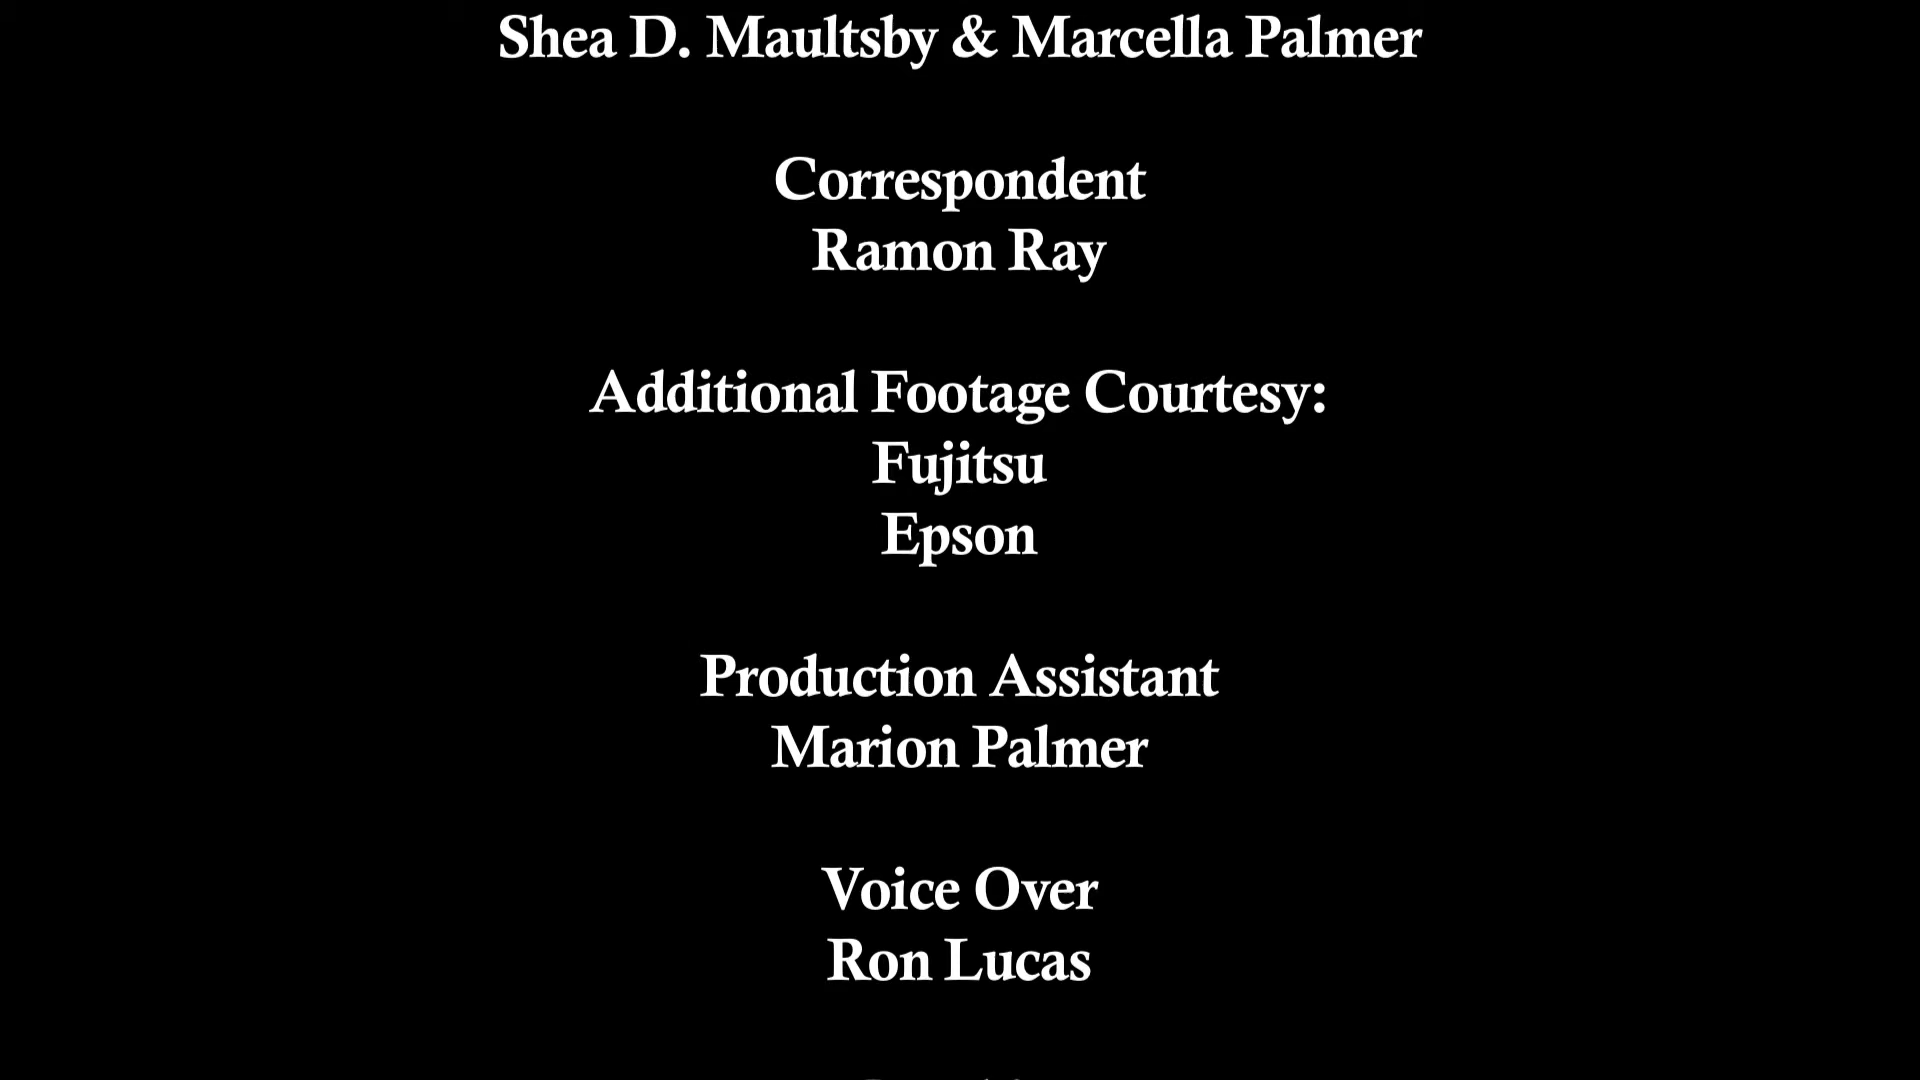 Shea D. Maultsby & Marcella Palmer
Correspondent
Ramon Ray
Additional Footage Courtesy:
Fujitsu
Epson
Production Assistant
Marion Palmer
Voice Over
Ron Lucas